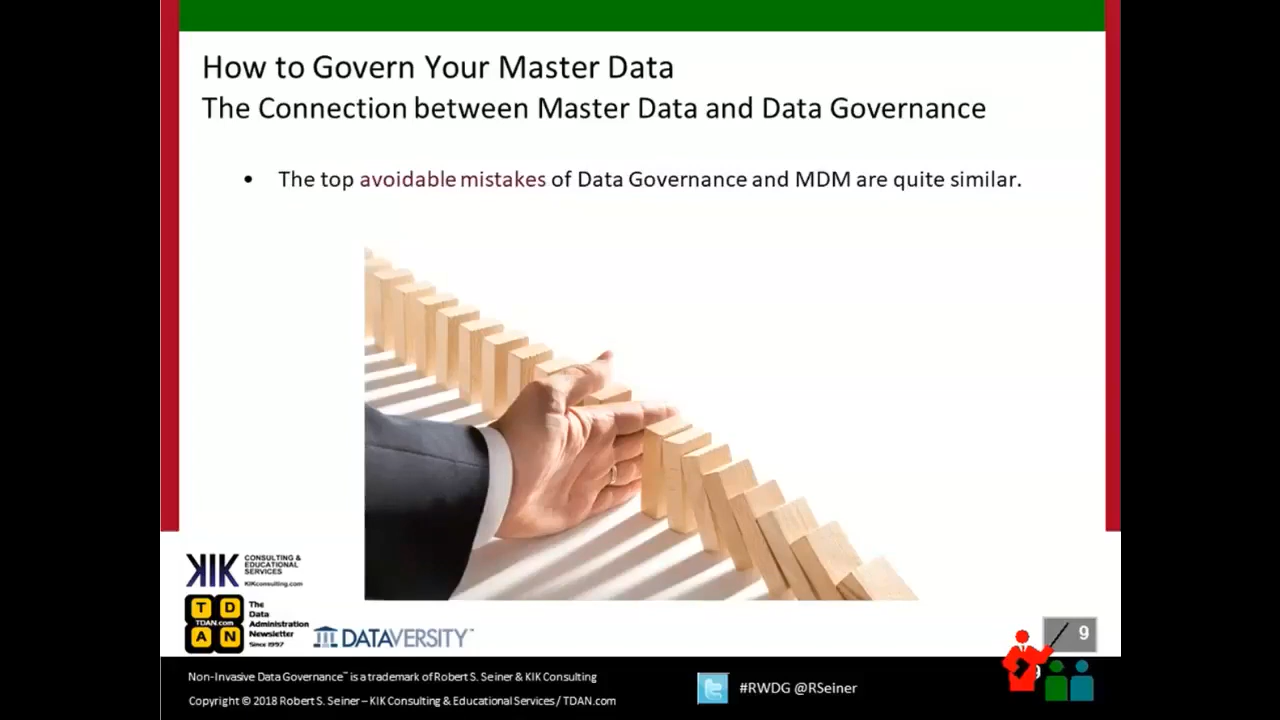 How to Govern Your Master Data
The Connection between Master Data and Data Governance
• The top avoidable mistakes of Data Governance and MDM are quite similar.
KIK
CONSULTING &
EDUCATIONAL
SERVICES
KIKconsulting.com
T D
TDAN.com
A N
The
Data
Administration
Newsletter
Since 1997
DATAVERSITY™
9
9
Non-Invasive Data Governance™ is a trademark of Robert S. Seiner & KIK Consulting
#RWDG @RSeiner
Copyright © 2018 Robert S. Seiner – KIK Consulting & Educational Services / TDAN.com